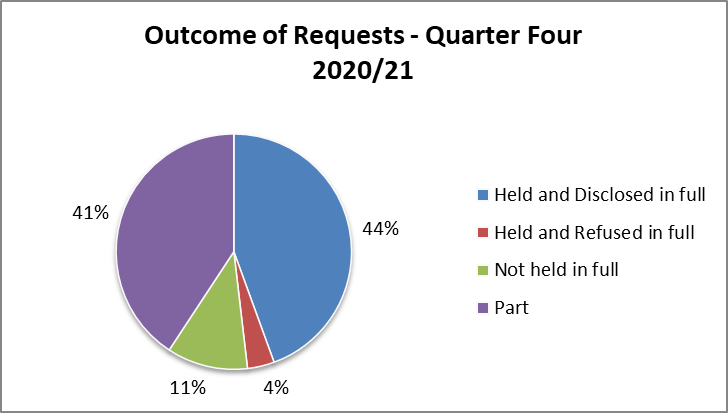 Outcome of Requests - Quarter Four
2020/21
41%
44%
11%
4%
Held and Disclosed in full
Held and Refused in full
Not held in full
Part